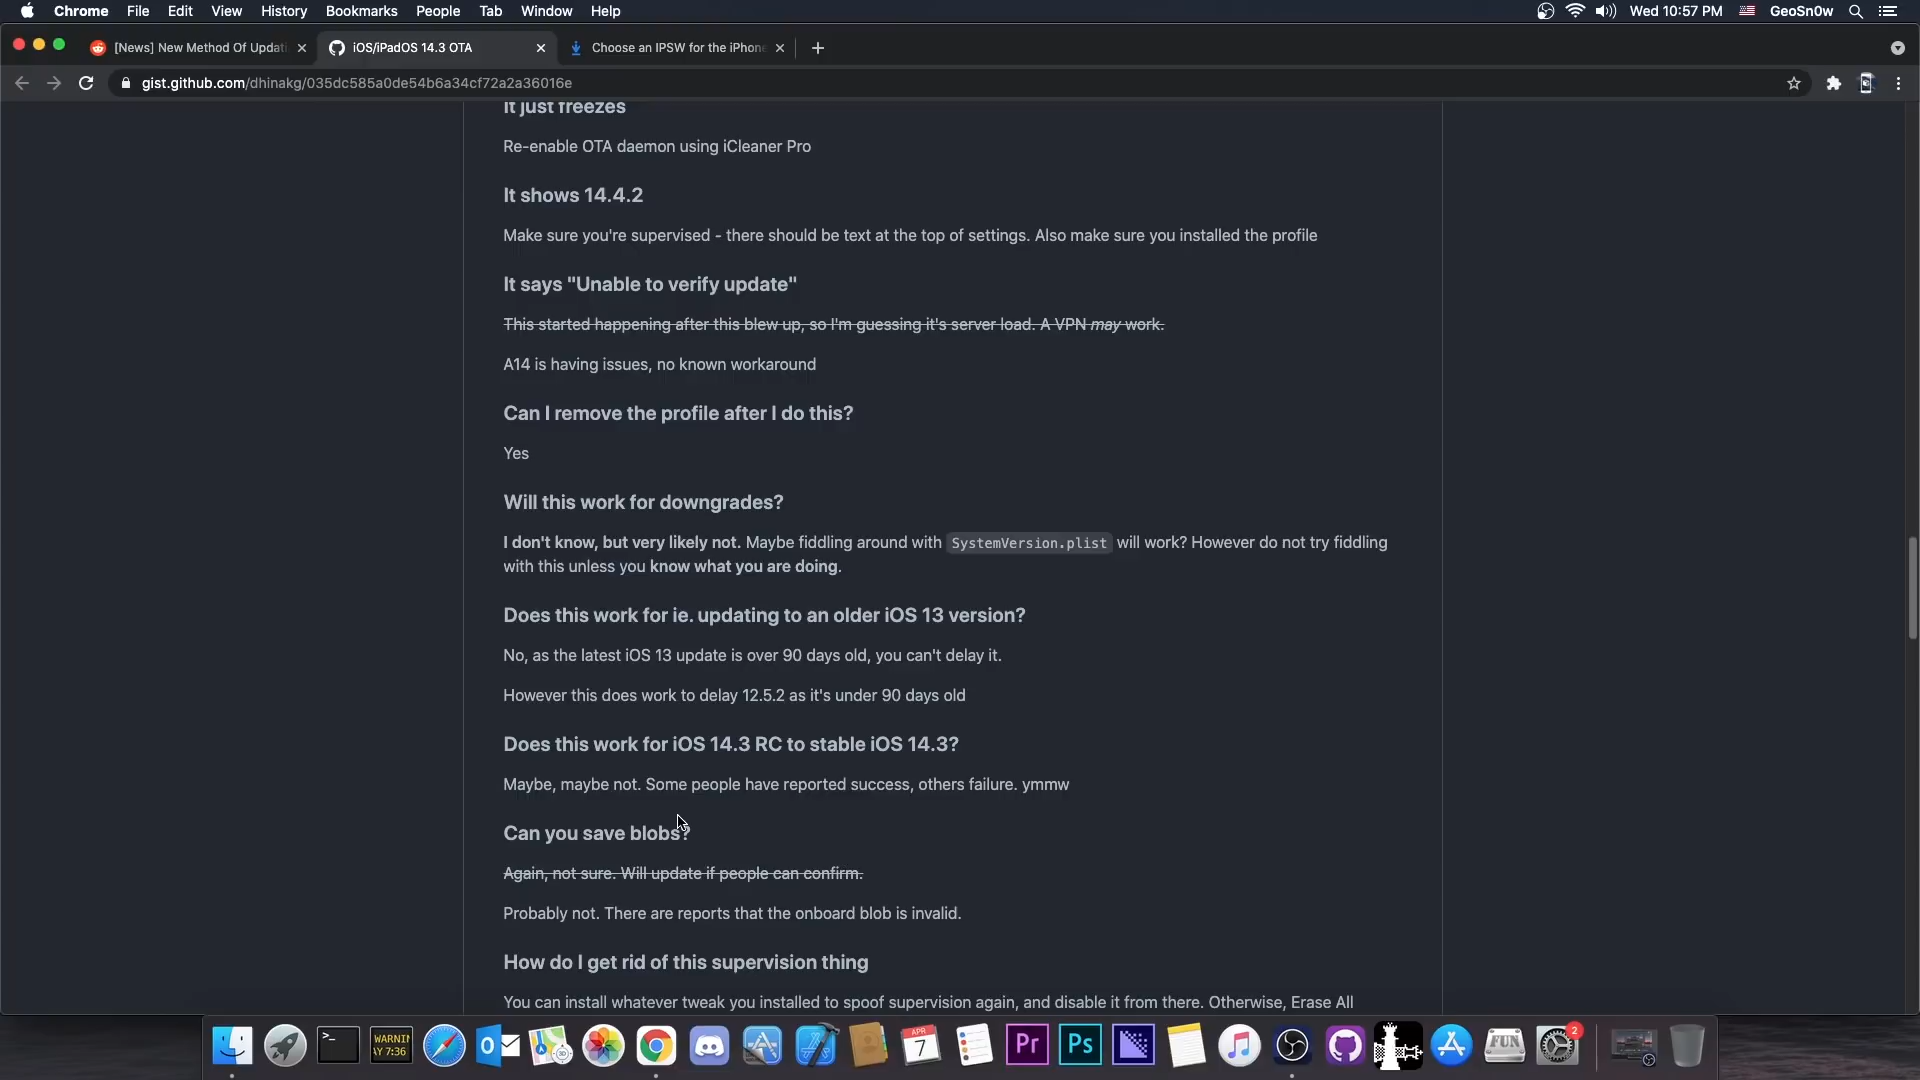 Chrome File Edit View History Bookmarks People Tab Window Help Wed 10:57 PM GeoSn0w
[News] New Method Of Updati iOS/iPadOS 14.3 OTA Choose an IPSW for the iPhone
gist.github.com/dhinakg/035dc585a0de54b6a34cf72a2a36016e
It just freezes
Re-enable OTA daemon using iCleaner Pro
It shows 14.4.2
Make sure you're supervised - there should be text at the top of settings. Also make sure you installed the profile
It says "Unable to verify update"
This started happening after this blew up, so I'm guessing it's server load. A VPN may work.
A14 is having issues, no known workaround
Can I remove the profile after I do this?
Yes
Will this work for downgrades?
I don't know, but very likely not. Maybe fiddling around with SystemVersion.plist will work? However do not try fiddling
with this unless you know what you are doing.
Does this work for ie. updating to an older iOS 13 version?
No, as the latest iOS 13 update is over 90 days old, you can't delay it.
However this does work to delay 12.5.2 as it's under 90 days old
Does this work for iOS 14.3 RC to stable iOS 14.3?
Maybe, maybe not. Some people have reported success, others failure. ymmw
Can you save blobs?
Again, not sure. Will update if people can confirm.
Probably not. There are reports that the onboard blob is invalid.
How do I get rid of this supervision thing
You can install whatever tweak you installed to spoof supervision again, and disable it from there. Otherwise, Erase All
WARNIN
AY 7:36
APR
7
Pr
Ps
FUN
2